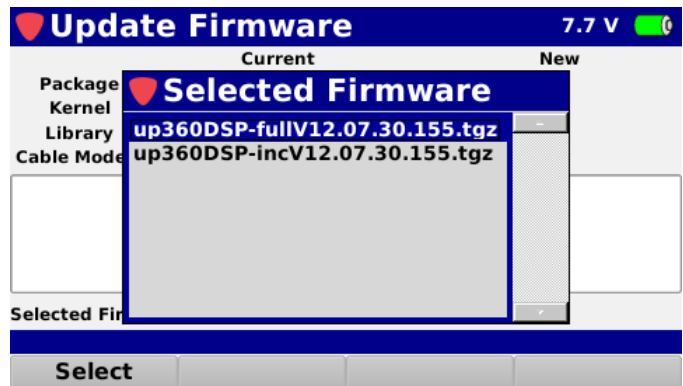 Update Firmware 7.7 V
Current New
Package
Kernel
Library
Cable Mode
Selected Firmware
up360DSP-fullV12.07.30.155.tgz
up360DSP-incV12.07.30.155.tgz
Selected Fir
Select